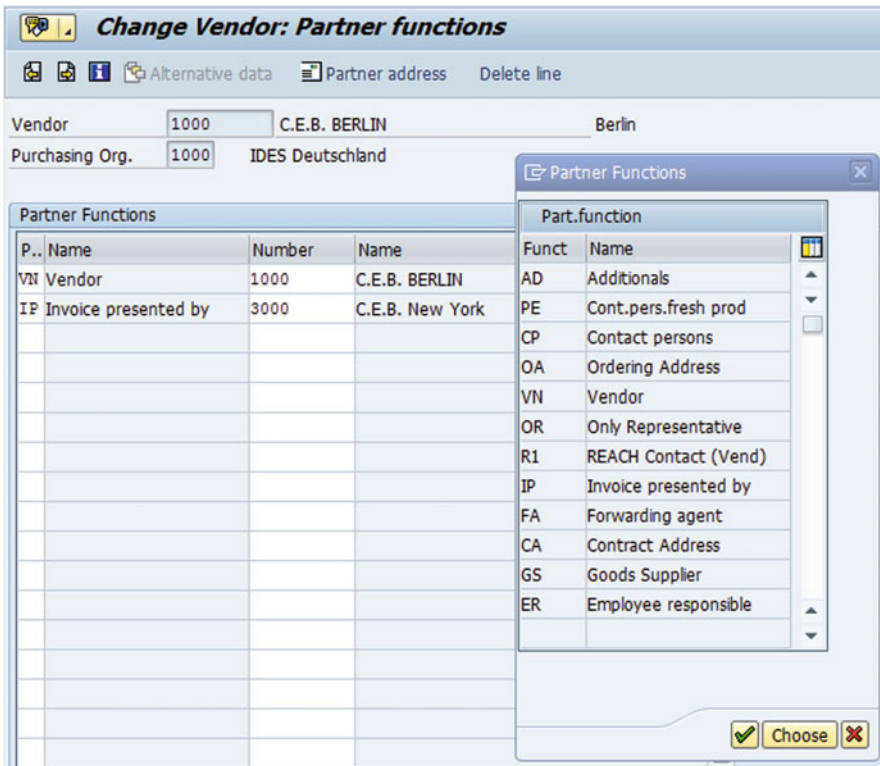 Change Vendor: Partner functions
Alternative data Partner address Delete line
Vendor 1000 C.E.B. BERLIN Berlin
Purchasing Org. 1000 IDES Deutschland
Partner Functions
P.. Name Number Name
VN Vendor 1000 C.E.B. BERLIN
IP Invoice presented by 3000 C.E.B. New York
Partner Functions
Part.function
Funct Name
AD Additionals
PE Cont.pers.fresh prod
CP Contact persons
OA Ordering Address
VN Vendor
OR Only Representative
R1 REACH Contact (Vend)
IP Invoice presented by
FA Forwarding agent
CA Contract Address
GS Goods Supplier
ER Employee responsible
Choose